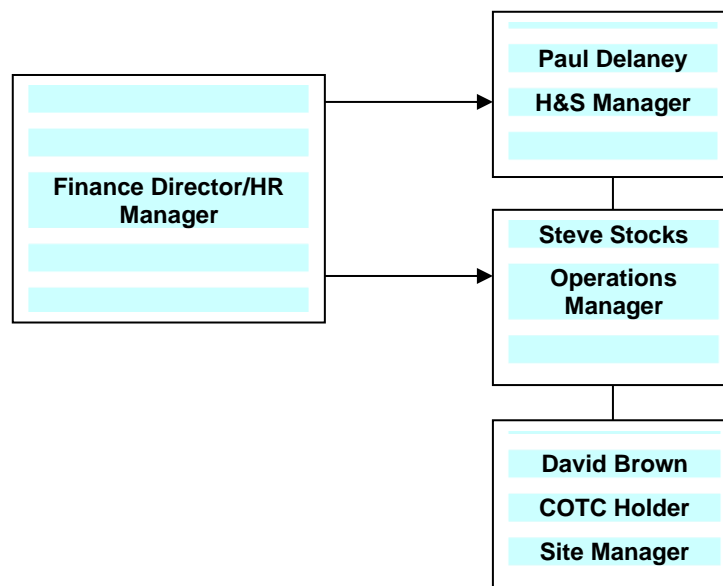 Finance Director/HR
Manager
Paul Delaney
H&S Manager
Steve Stocks
Operations
Manager
David Brown
COTC Holder
Site Manager